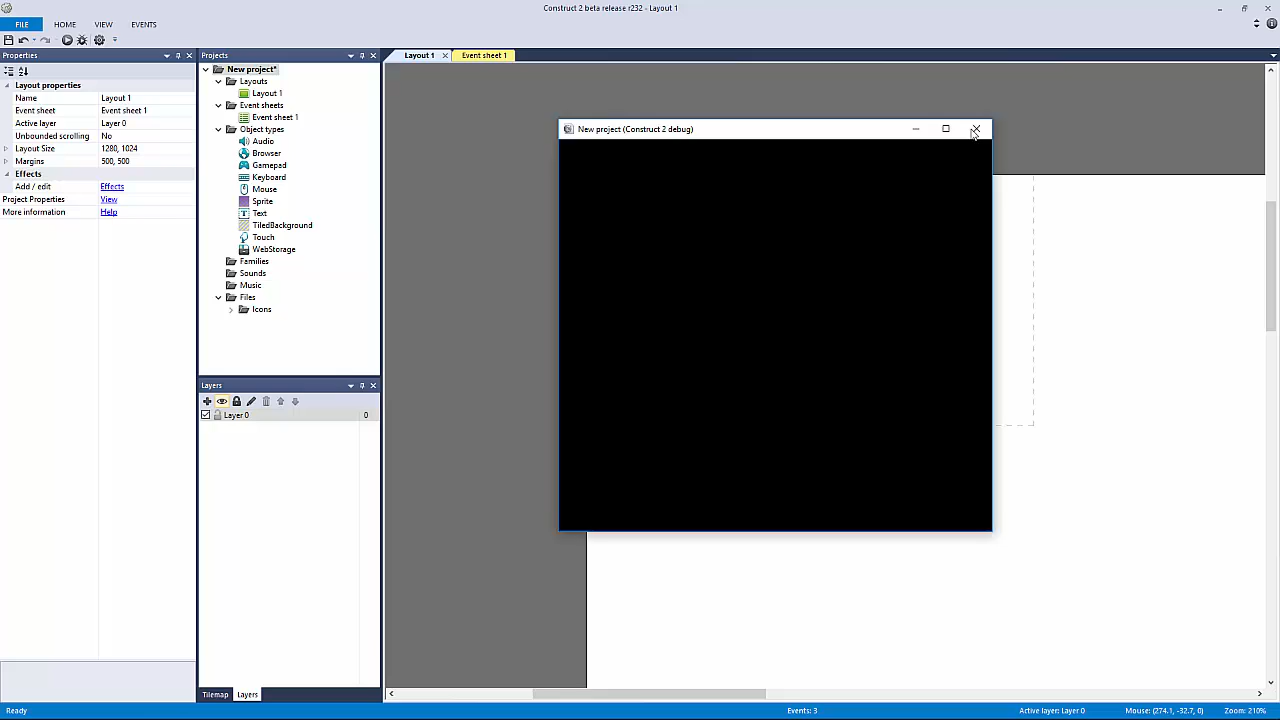 Construct 2 beta release r232 - Layout 1
FILE HOME VIEW EVENTS
Properties
Layout properties
Name Layout 1
Event sheet Event sheet 1
Active layer Layer 0
Unbounded scrolling No
Layout Size 1280, 1024
Margins 500, 500
Effects
Add / edit Effects
Project Properties View
More information Help
Projects
New project*
Layouts
Layout 1
Event sheets
Event sheet 1
Object types
Audio
Browser
Gamepad
Keyboard
Mouse
Sprite
Text
TiledBackground
Touch
WebStorage
Families
Sounds
Music
Files
Icons
Layers
Layer 0 0
Tilemap Layers
Layout 1 Event sheet 1
New project (Construct 2 debug)
Ready Events: 3 Active layer: Layer 0 Mouse: (274.1, -32.7, 0) Zoom: 210%